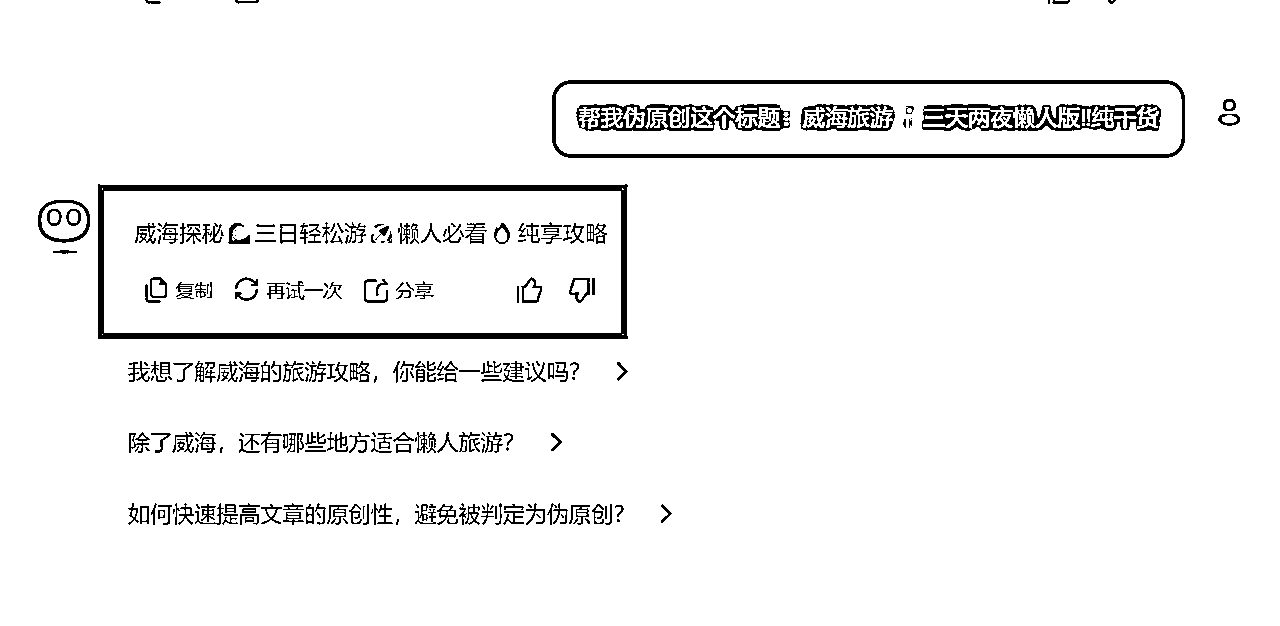 帮我伪原创这个标题：威海旅游 三天两夜懒人版!!纯干货
威海探秘 三日轻松游 懒人必看 纯享攻略
复制 再试一次 分享
我想了解威海的旅游攻略，你能给一些建议吗？
除了威海，还有哪些地方适合懒人旅游？
如何快速提高文章的原创性，避免被判定为伪原创？